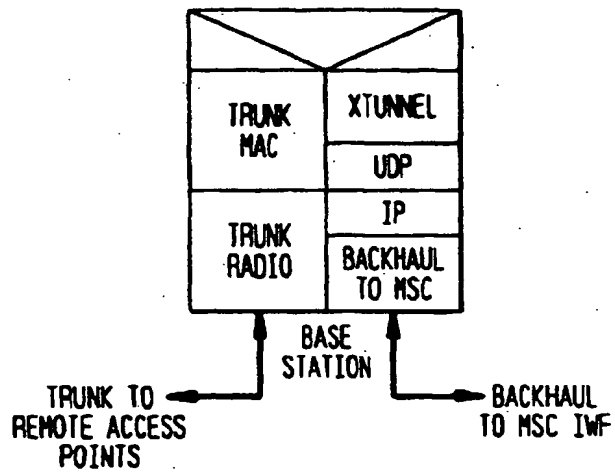 TRUNK
MAC
XTUNNEL
UDP
TRUNK
RADIO
IP
BACKHAUL
TO MSC
BASE
STATION
TRUNK TO
REMOTE ACCESS
POINTS
BACKHAUL
TO MSC IWF